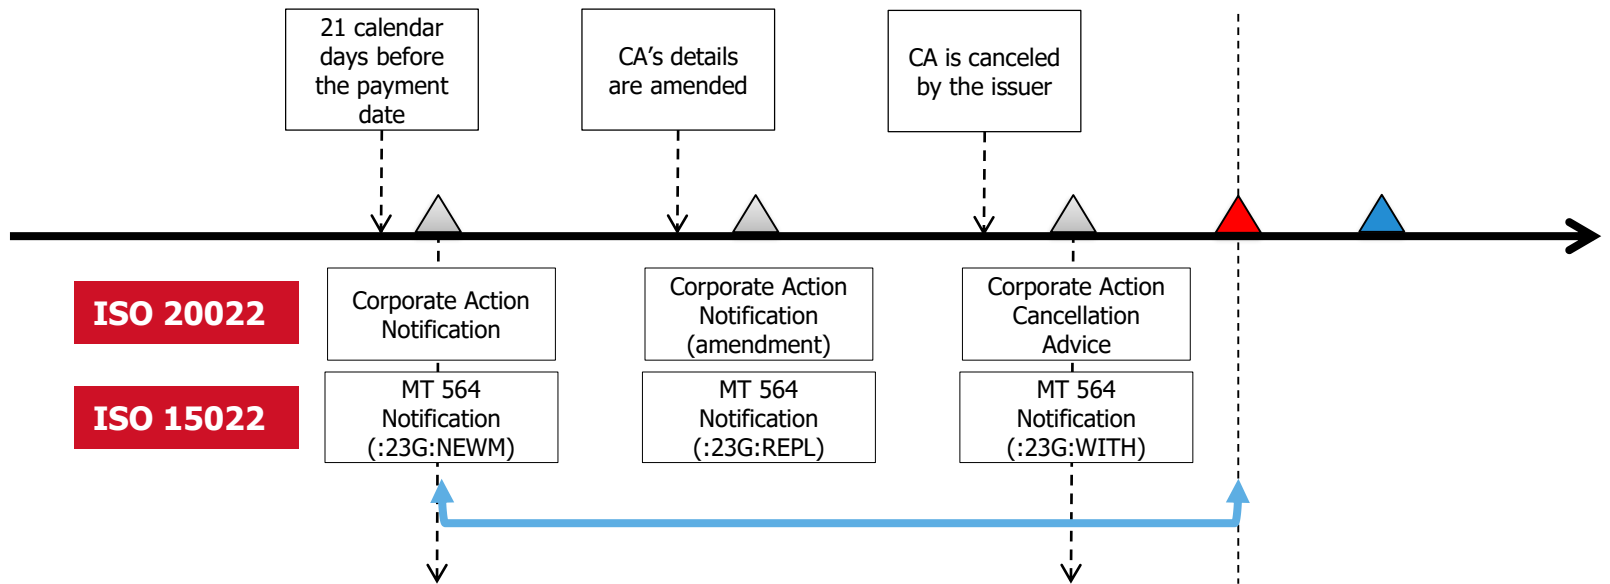 21 calendar
days before
the payment
date
CA’s details
are amended
CA is canceled
by the issuer
ISO 20022
Corporate Action
Notification
Corporate Action
Notification
(amendment)
Corporate Action
Cancellation
Advice
ISO 15022
MT 564
Notification
(:23G:NEWM)
MT 564
Notification
(:23G:REPL)
MT 564
Notification
(:23G:WITH)